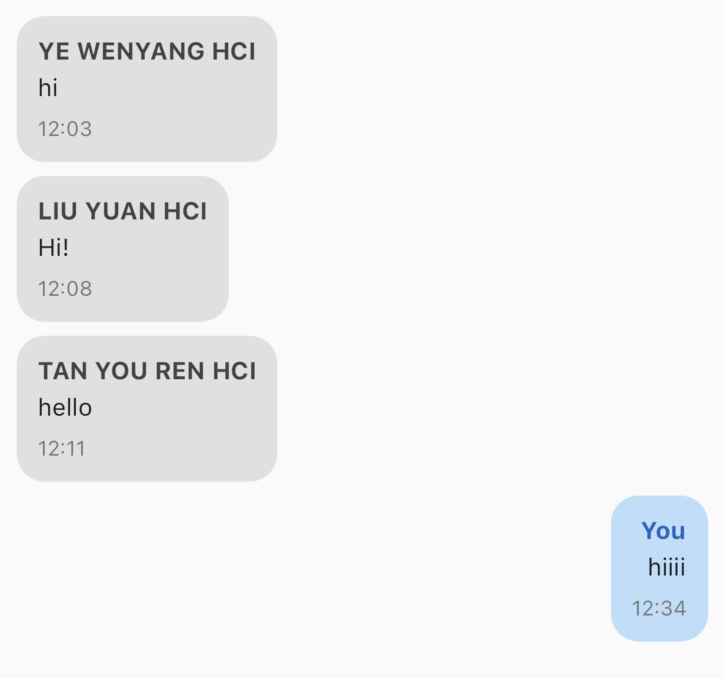 YE WENYANG HCI
hi
12:03
LIU YUAN HCI
Hi!
12:08
TAN YOU REN HCI
hello
12:11
You
hiiii
12:34